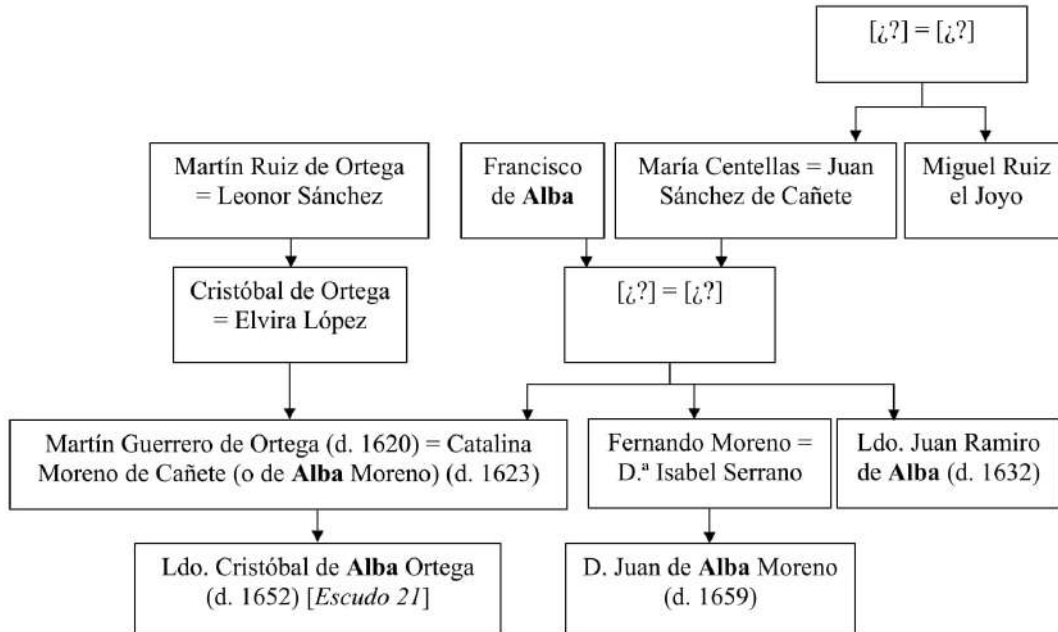 [¿?] = [¿?]
Martín Ruiz de Ortega
= Leonor Sánchez
Francisco
de Alba
María Centellas = Juan
Sánchez de Cañete
Miguel Ruiz
el Joyo
Cristóbal de Ortega
= Elvira López
[¿?] = [¿?]
Martín Guerrero de Ortega (d. 1620) = Catalina
Moreno de Cañete (o de Alba Moreno) (d. 1623)
Fernando Moreno =
D.ª Isabel Serrano
Ldo. Juan Ramiro
de Alba (d. 1632)
Ldo. Cristóbal de Alba Ortega
(d. 1652) [Escudo 21]
D. Juan de Alba Moreno
(d. 1659)